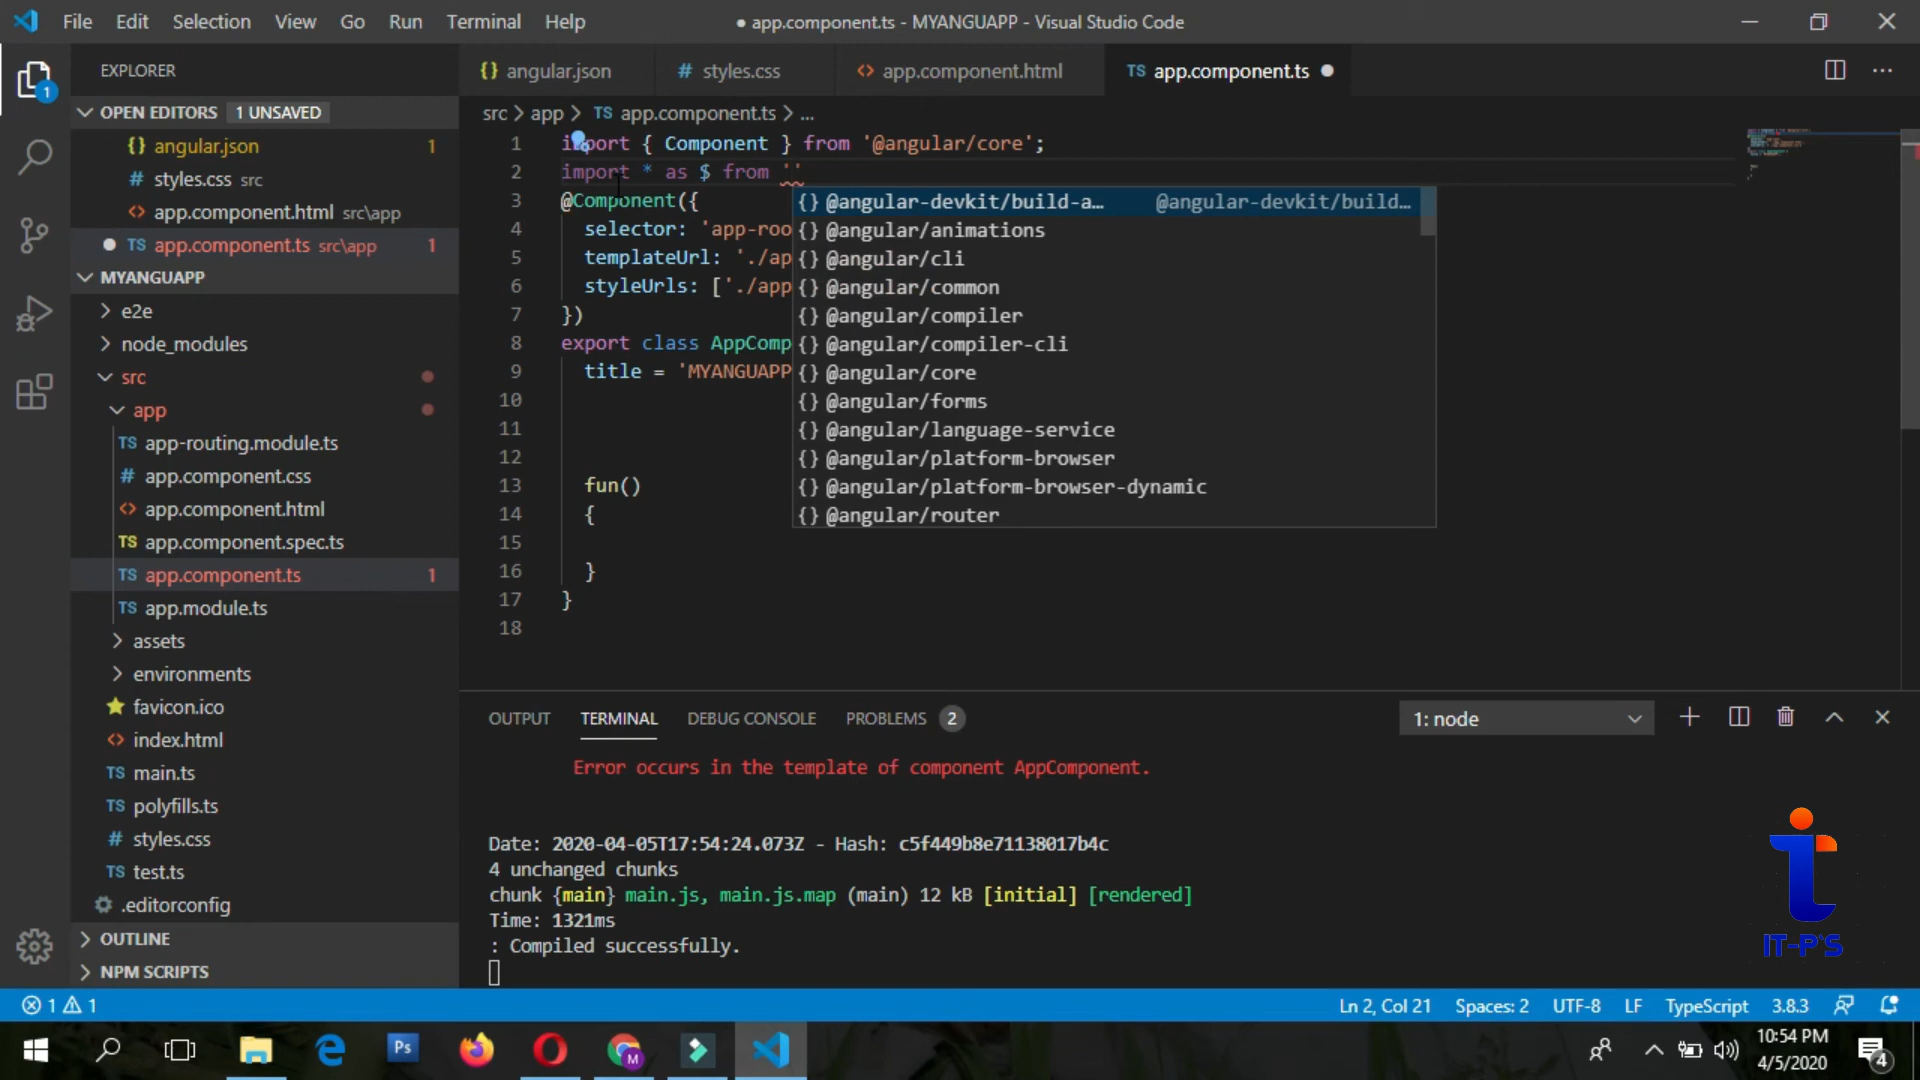 File Edit Selection View Go Run Terminal Help
● app.component.ts - MYANGUAPP - Visual Studio Code
EXPLORER
OPEN EDITORS 1 UNSAVED
{} angular.json 1
# styles.css src
<> app.component.html src\app
● TS app.component.ts src\app 1
MYANGUAPP
e2e
node_modules
src
app
TS app-routing.module.ts
# app.component.css
<> app.component.html
TS app.component.spec.ts
TS app.component.ts 1
TS app.module.ts
assets
environments
favicon.ico
<> index.html
TS main.ts
TS polyfills.ts
# styles.css
TS test.ts
.editorconfig
OUTLINE
NPM SCRIPTS
1
{} angular.json # styles.css <> app.component.html TS app.component.ts ●
src > app > TS app.component.ts > ...
1 import { Component } from '@angular/core';
2 import * as $ from ''
3 @Component({
4 selector: 'app-roo
5 templateUrl: './ap
6 styleUrls: ['./app
7 })
8 export class AppComp
9 title = 'MYANGUAPP
10
11
12
13 fun()
14 {
15
16 }
17 }
18
{} @angular-devkit/build-a... @angular-devkit/build...
{} @angular/animations
{} @angular/cli
{} @angular/common
{} @angular/compiler
{} @angular/compiler-cli
{} @angular/core
{} @angular/forms
{} @angular/language-service
{} @angular/platform-browser
{} @angular/platform-browser-dynamic
{} @angular/router
OUTPUT TERMINAL DEBUG CONSOLE PROBLEMS 2
1: node
Error occurs in the template of component AppComponent.
Date: 2020-04-05T17:54:24.073Z - Hash: c5f449b8e71138017b4c
4 unchanged chunks
chunk {main} main.js, main.js.map (main) 12 kB [initial] [rendered]
Time: 1321ms
: Compiled successfully.
IT-P'S
1 1
Ln 2, Col 21 Spaces: 2 UTF-8 LF TypeScript 3.8.3
Ps
M
10:54 PM
4/5/2020
4